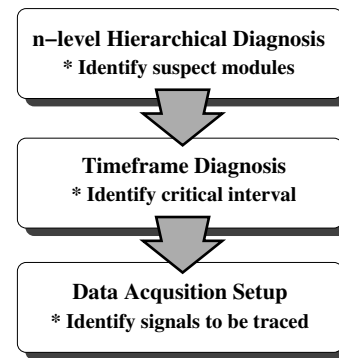 n−level Hierarchical Diagnosis
* Identify suspect modules
Timeframe Diagnosis
* Identify critical interval
Data Acqusition Setup
* Identify signals to be traced